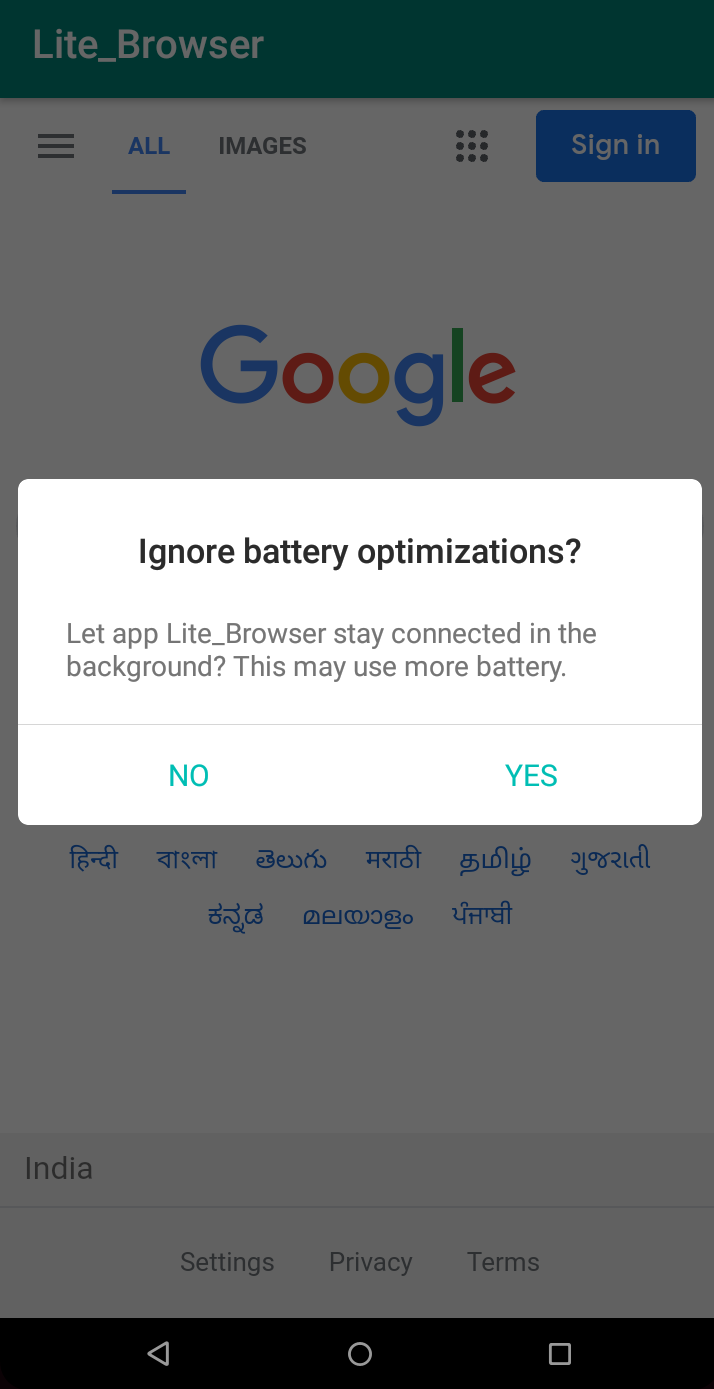 Lite_Browser
ALL IMAGES Sign in
Google
Ignore battery optimizations?
Let app Lite_Browser stay connected in the
background? This may use more battery.
NO YES
हिन्दी বাংলা తెలుగు मराठी தமிழ் ગુજરાતી
ಕನ್ನಡ മലയാളം ਪੰਜਾਬੀ
India
Settings Privacy Terms